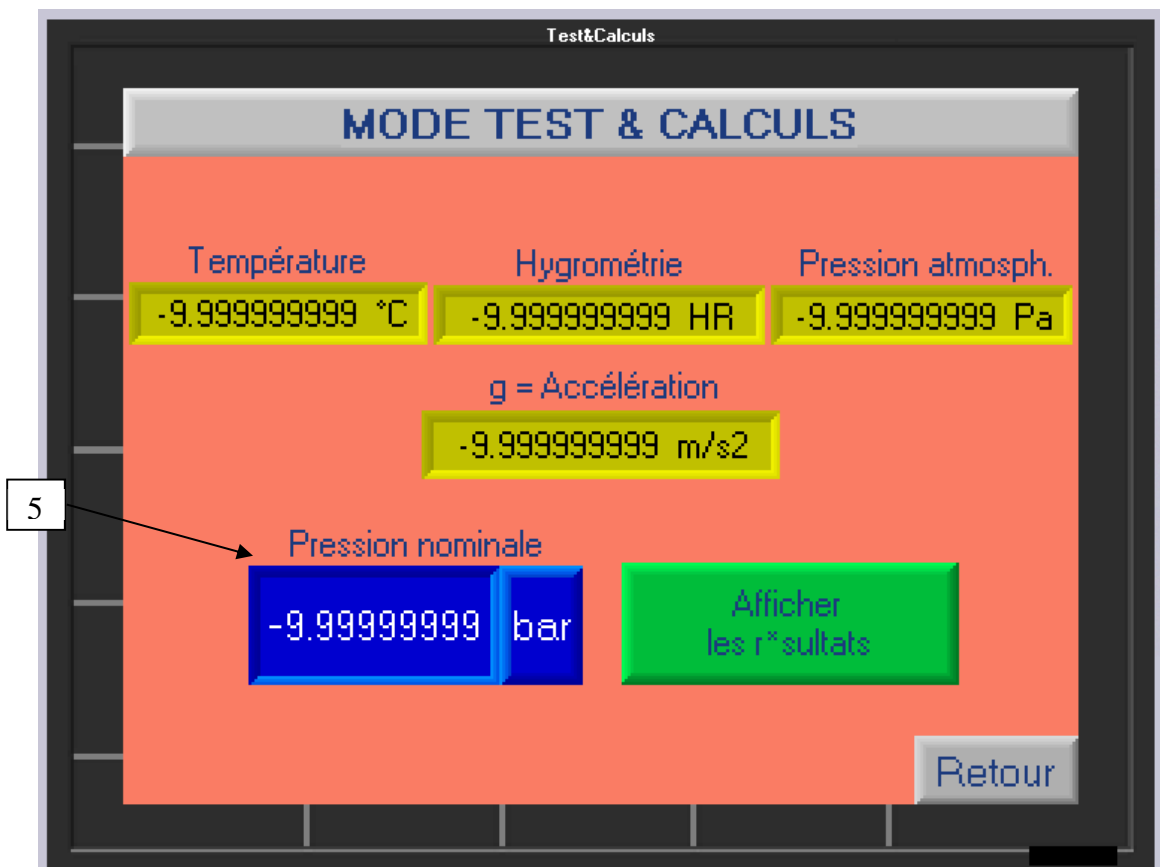 Test&Calculs
MODE TEST & CALCULS
Température Hygrométrie Pression atmosph.
-9.999999999 °C -9.999999999 HR -9.999999999 Pa
g = Accélération
-9.999999999 m/s2
5
Pression nominale
-9.99999999 bar
Afficher
les r*sultats
Retour